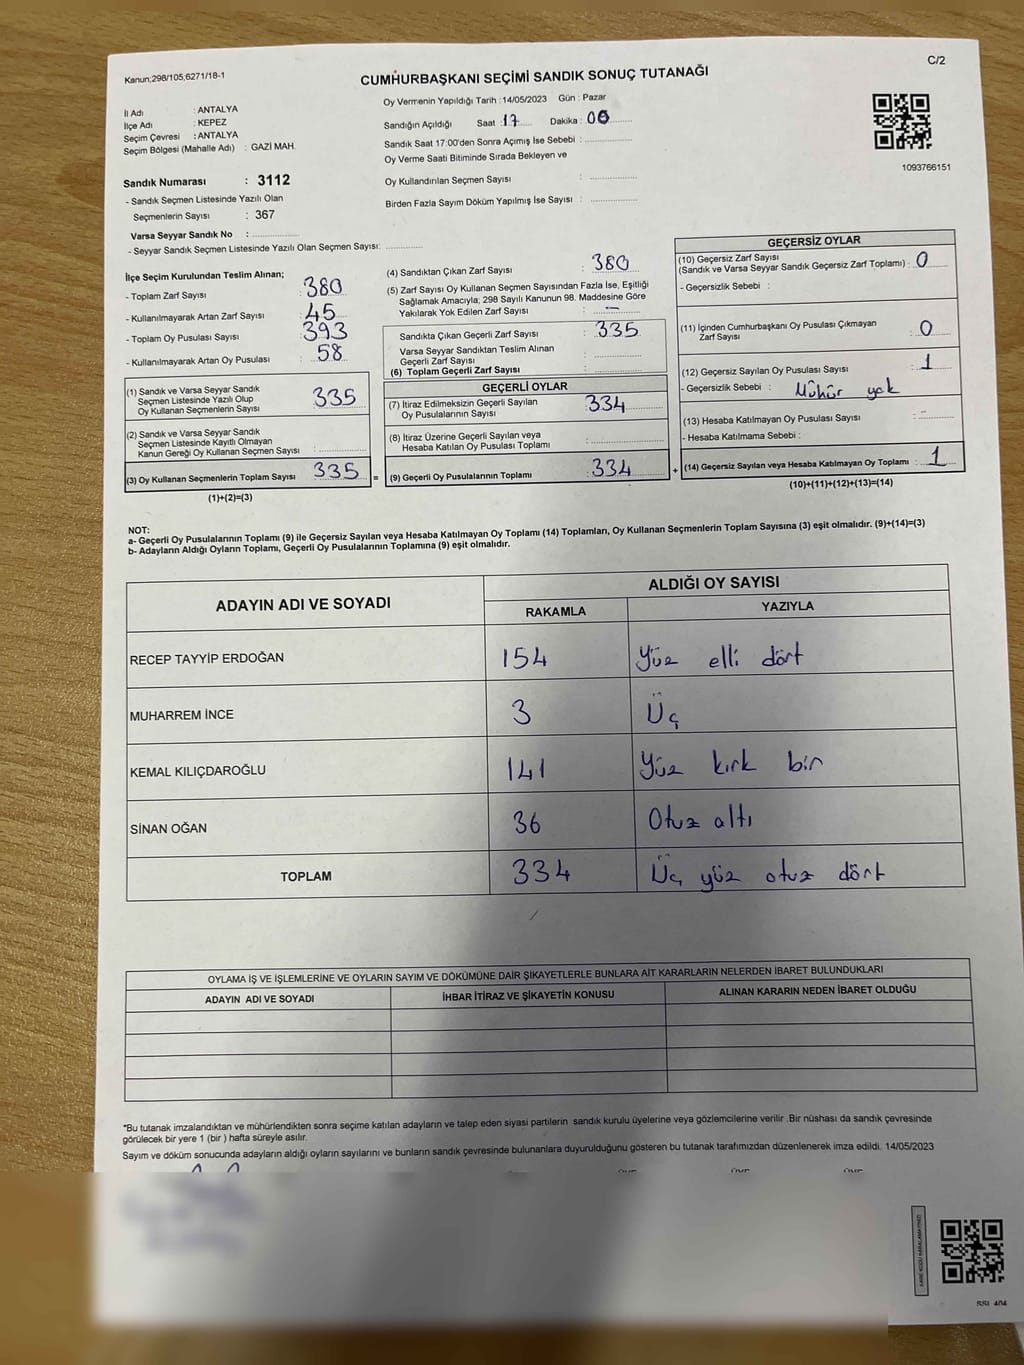 Kanun,298/105,6271/18-1
C/2
CUMHURBAŞKANI SEÇİMİ SANDIK SONUÇ TUTANAĞI
İl Adı : ANTALYA
İlçe Adı : KEPEZ
Seçim Çevresi : ANTALYA
Seçim Bölgesi (Mahalle Adı) : GAZİ MAH.
Sandık Numarası : 3112
- Sandık Seçmen Listesinde Yazılı Olan
Seçmenlerin Sayısı : 367
Varsa Seyyar Sandık No :
- Seyyar Sandık Seçmen Listesinde Yazılı Olan Seçmen Sayısı:
Oy Vermenin Yapıldığı Tarih :14/05/2023 Gün : Pazar
Sandığın Açıldığı Saat : 17 Dakika : 00
Sandık Saat 17:00'den Sonra Açımış İse Sebebi :
Oy Verme Saati Bitiminde Sırada Bekleyen ve
Oy Kullandırılan Seçmen Sayısı :
Birden Fazla Sayım Döküm Yapılmış İse Sayısı :
1093766151
İlçe Seçim Kurulundan Teslim Alınan;
- Toplam Zarf Sayısı : 380
- Kullanılmayarak Artan Zarf Sayısı : 45
- Toplam Oy Pusulası Sayısı : 393
- Kullanılmayarak Artan Oy Pusulası : 58
(1) Sandık ve Varsa Seyyar Sandık
Seçmen Listesinde Yazılı Olup
Oy Kullanan Seçmenlerin Sayısı : 335
(2) Sandık ve Varsa Seyyar Sandık
Seçmen Listesinde Kayıtlı Olmayan
Kanun Gereği Oy Kullanan Seçmen Sayısı :
(3) Oy Kullanan Seçmenlerin Toplam Sayısı : 335 =
(1)+(2)=(3)
(4) Sandıktan Çıkan Zarf Sayısı : 380
(5) Zarf Sayısı Oy Kullanan Seçmen Sayısından Fazla İse, Eşitliği
Sağlamak Amacıyla; 298 Sayılı Kanunun 98. Maddesine Göre
Yakılarak Yok Edilen Zarf Sayısı : —
Sandıkta Çıkan Geçerli Zarf Sayısı : 335
Varsa Seyyar Sandıktan Teslim Alınan
Geçerli Zarf Sayısı :
(6) Toplam Geçerli Zarf Sayısı :
GEÇERLİ OYLAR
(7) İtiraz Edilmeksizin Geçerli Sayılan
Oy Pusulalarının Sayısı : 334
(8) İtiraz Üzerine Geçerli Sayılan veya
Hesaba Katılan Oy Pusulası Toplamı :
(9) Geçerli Oy Pusulalarının Toplamı : 334 +
GEÇERSİZ OYLAR
(10) Geçersiz Zarf Sayısı
(Sandık ve Varsa Seyyar Sandık Geçersiz Zarf Toplamı) : 0
- Geçersizlik Sebebi :
(11) İçinden Cumhurbaşkanı Oy Pusulası Çıkmayan
Zarf Sayısı : 0
(12) Geçersiz Sayılan Oy Pusulası Sayısı : 1
- Geçersizlik Sebebi : Mühür yok
(13) Hesaba Katılmayan Oy Pusulası Sayısı : -
- Hesaba Katılmama Sebebi :
(14) Geçersiz Sayılan veya Hesaba Katılmayan Oy Toplamı : 1
(10)+(11)+(12)+(13)=(14)
NOT:
a- Geçerli Oy Pusulalarının Toplamı (9) ile Geçersiz Sayılan veya Hesaba Katılmayan Oy Toplamı (14) Toplamları, Oy Kullanan Seçmenlerin Toplam Sayısına (3) eşit olmalıdır. (9)+(14)=(3)
b- Adayların Aldığı Oyların Toplamı, Geçerli Oy Pusulalarının Toplamına (9) eşit olmalıdır.
ADAYIN ADI VE SOYADI
ALDIĞI OY SAYISI
RAKAMLA YAZIYLA
RECEP TAYYİP ERDOĞAN 154 Yüz elli dört
MUHARREM İNCE 3 Üç
KEMAL KILIÇDAROĞLU 141 Yüz kırk bir
SİNAN OĞAN 36 Otuz altı
TOPLAM 334 Üç yüz otuz dört
OYLAMA İŞ VE İŞLEMLERİNE VE OYLARIN SAYIM VE DÖKÜMÜNE DAİR ŞİKAYETLERLE BUNLARA AİT KARARLARIN NELERDEN İBARET BULUNDUKLARI
ADAYIN ADI VE SOYADI İHBAR İTİRAZ VE ŞİKAYETİN KONUSU ALINAN KARARIN NEDEN İBARET OLDUĞU
*Bu tutanak imzalandıktan ve mühürlendikten sonra seçime katılan adayların ve talep eden siyasi partilerin sandık kurulu üyelerine veya gözlemcilerine verilir .Bir nüshası da sandık çevresinde
görülecek bir yere 1 (bir ) hafta süreyle asılır.
Sayım ve döküm sonucunda adayların aldığı oyların sayılarını ve bunların sandık çevresinde bulunanlara duyurulduğunu gösteren bu tutanak tarafımızdan düzenlenerek imza edildi. 14/05/2023